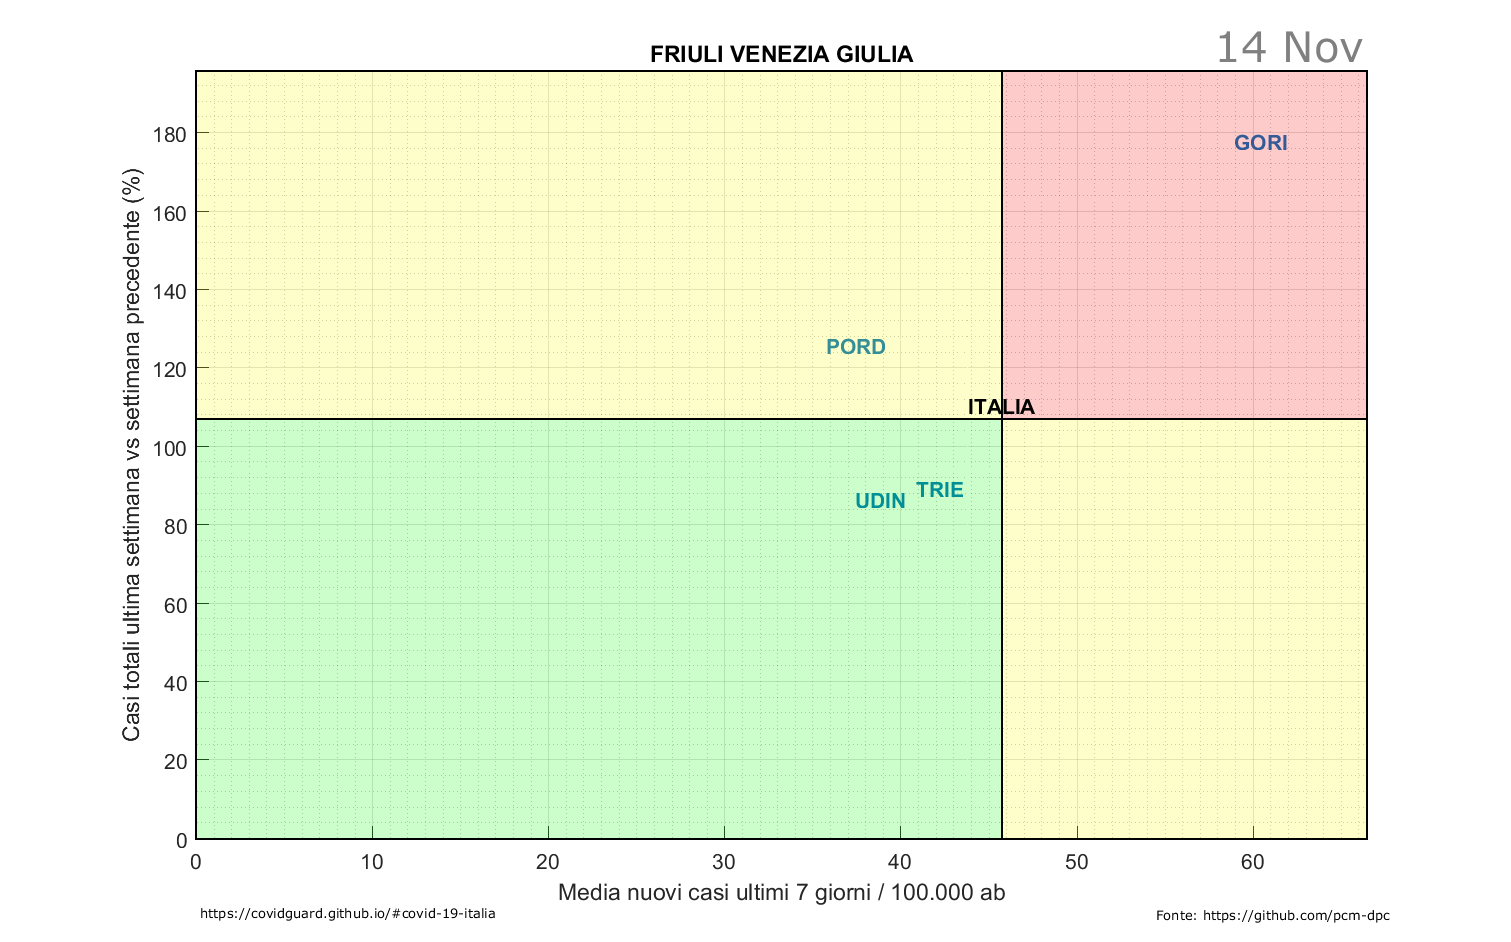 FRIULI VENEZIA GIULIA
14 Nov
Casi totali ultima settimana vs settimana precedente (%)
180
160
140
120
100
80
60
40
20
0
GORI
PORD
ITALIA
TRIE
UDIN
0 10 20 30 40 50 60
Media nuovi casi ultimi 7 giorni / 100.000 ab
https://covidguard.github.io/#covid-19-italia
Fonte: https://github.com/pcm-dpc